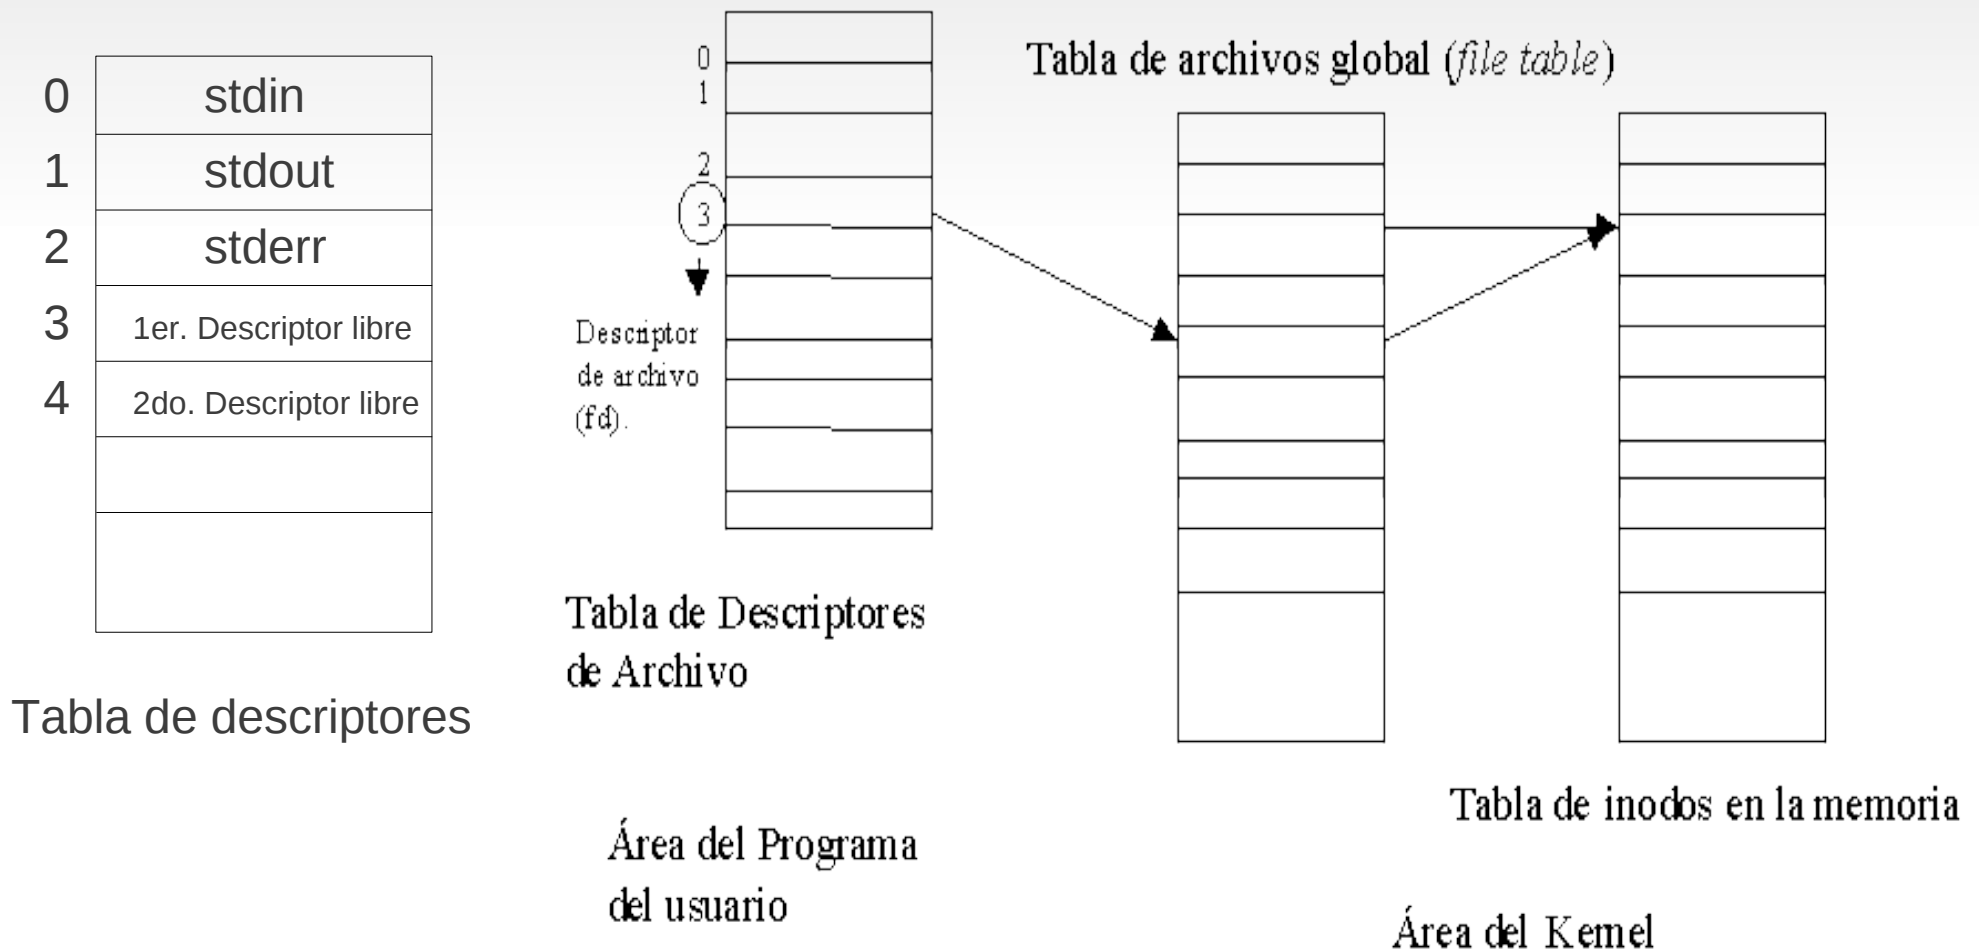 0 stdin
1 stdout
2 stderr
3 1er. Descriptor libre
4 2do. Descriptor libre
Tabla de descriptores
0
1
2
3
Descriptor
de archivo
(fd).
Tabla de Descriptores
de Archivo
Área del Programa
del usuario
Tabla de archivos global (file table)
Tabla de inodos en la memoria
Área del Kernel